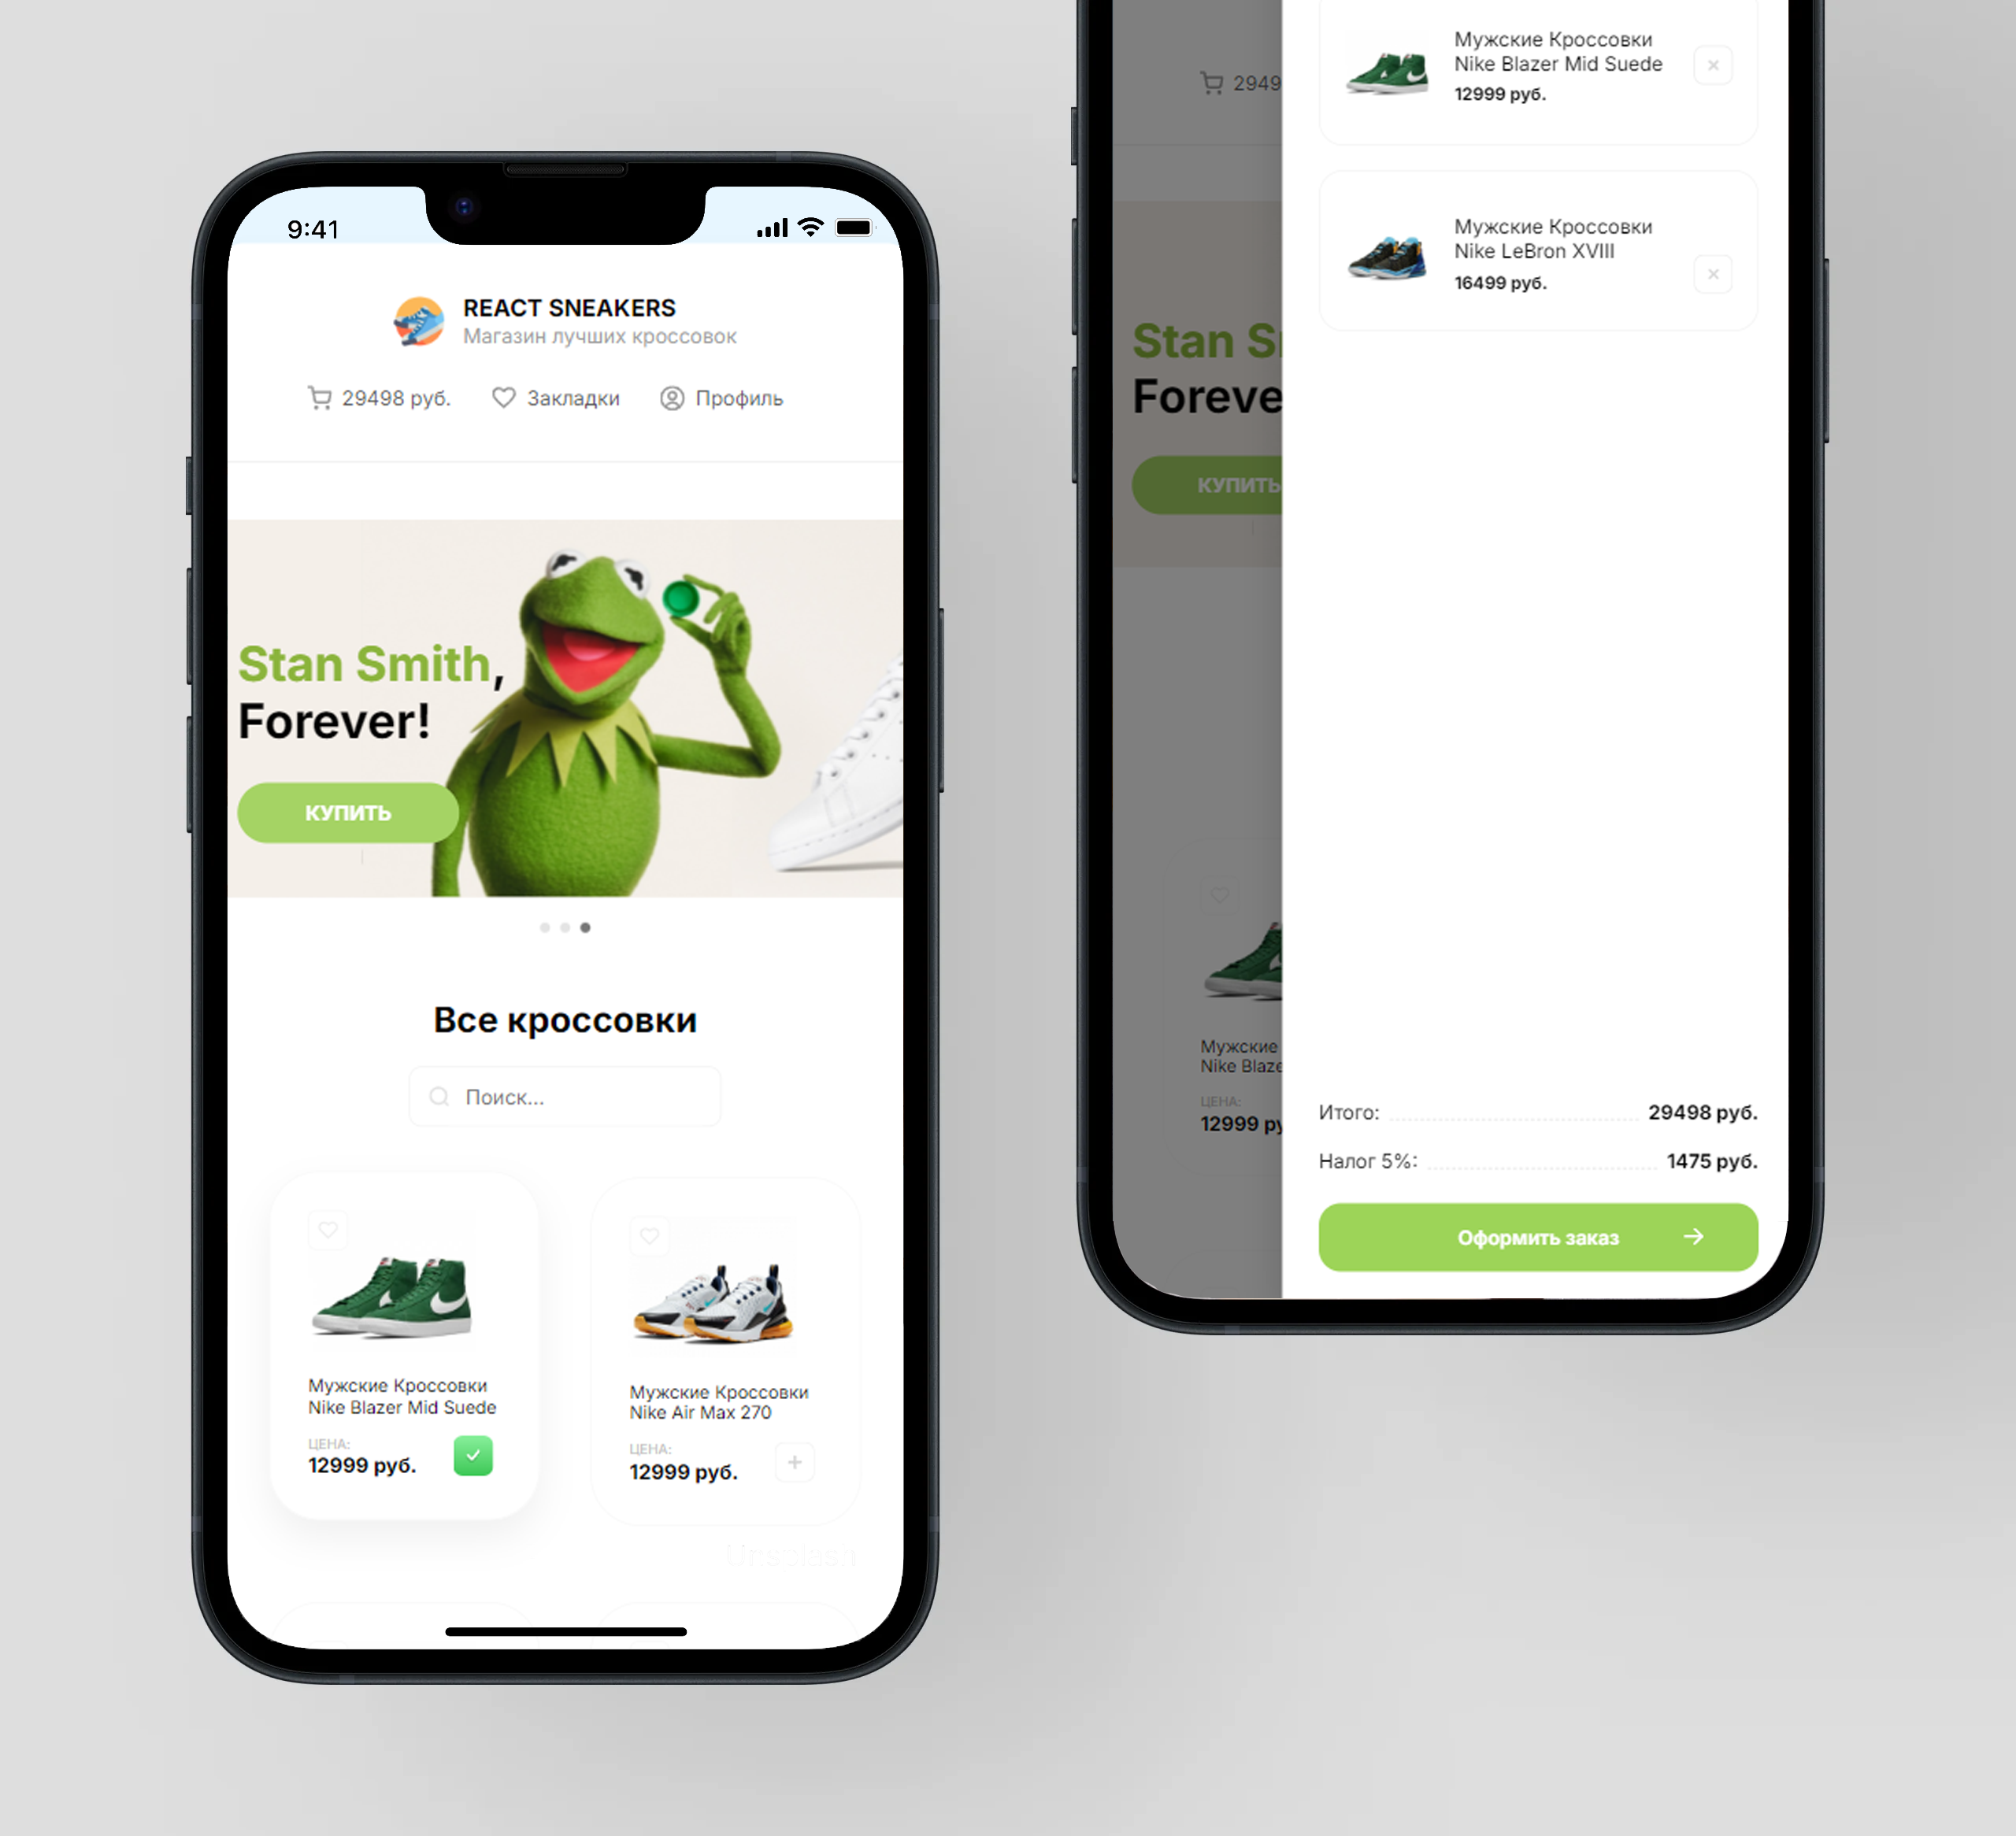 9:41
REACT SNEAKERS
Магазин лучших кроссовок
29498 руб.
Закладки
Профиль
Stan Smith,
Forever!
КУПИТЬ
Все кроссовки
Поиск...
Мужские Кроссовки
Nike Blazer Mid Suede
ЦЕНА:
12999 руб.
Мужские Кроссовки
Nike Air Max 270
ЦЕНА:
12999 руб.
Unsplash
2949
Stan S
Foreve
КУПИТЬ
Мужские
Nike Blaze
ЦЕНА:
12999 ру
Мужские Кроссовки
Nike Blazer Mid Suede
12999 руб.
Мужские Кроссовки
Nike LeBron XVIII
16499 руб.
Итого: 29498 руб.
Налог 5%: 1475 руб.
Оформить заказ